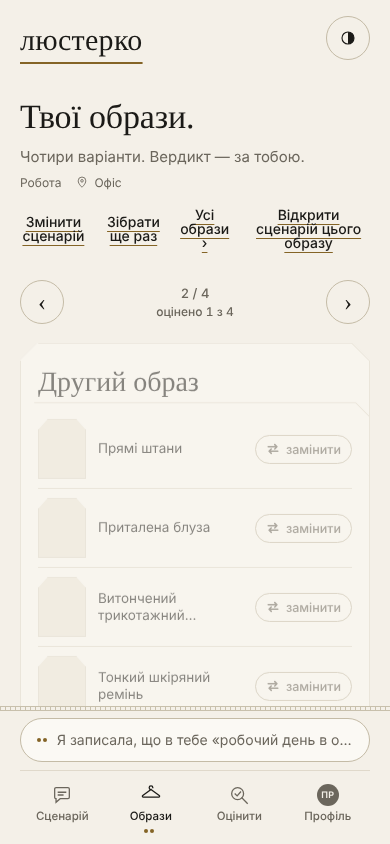 люстерко
Твої образи.
Чотири варіанти. Вердикт — за тобою.
Робота Офіс
Змінити
сценарій
Зібрати
ще раз
Усі
образи
›
Відкрити
сценарій цього
образу
‹
2 / 4
оцінено 1 з 4
›
Другий образ
Прямі штани
замінити
Приталена блуза
замінити
Витончений
трикотажний...
замінити
Тонкий шкіряний
ремінь
замінити
Я записала, що в тебе «робочий день в о...
Сценарій
Образи
Оцінити
ПР
Профіль